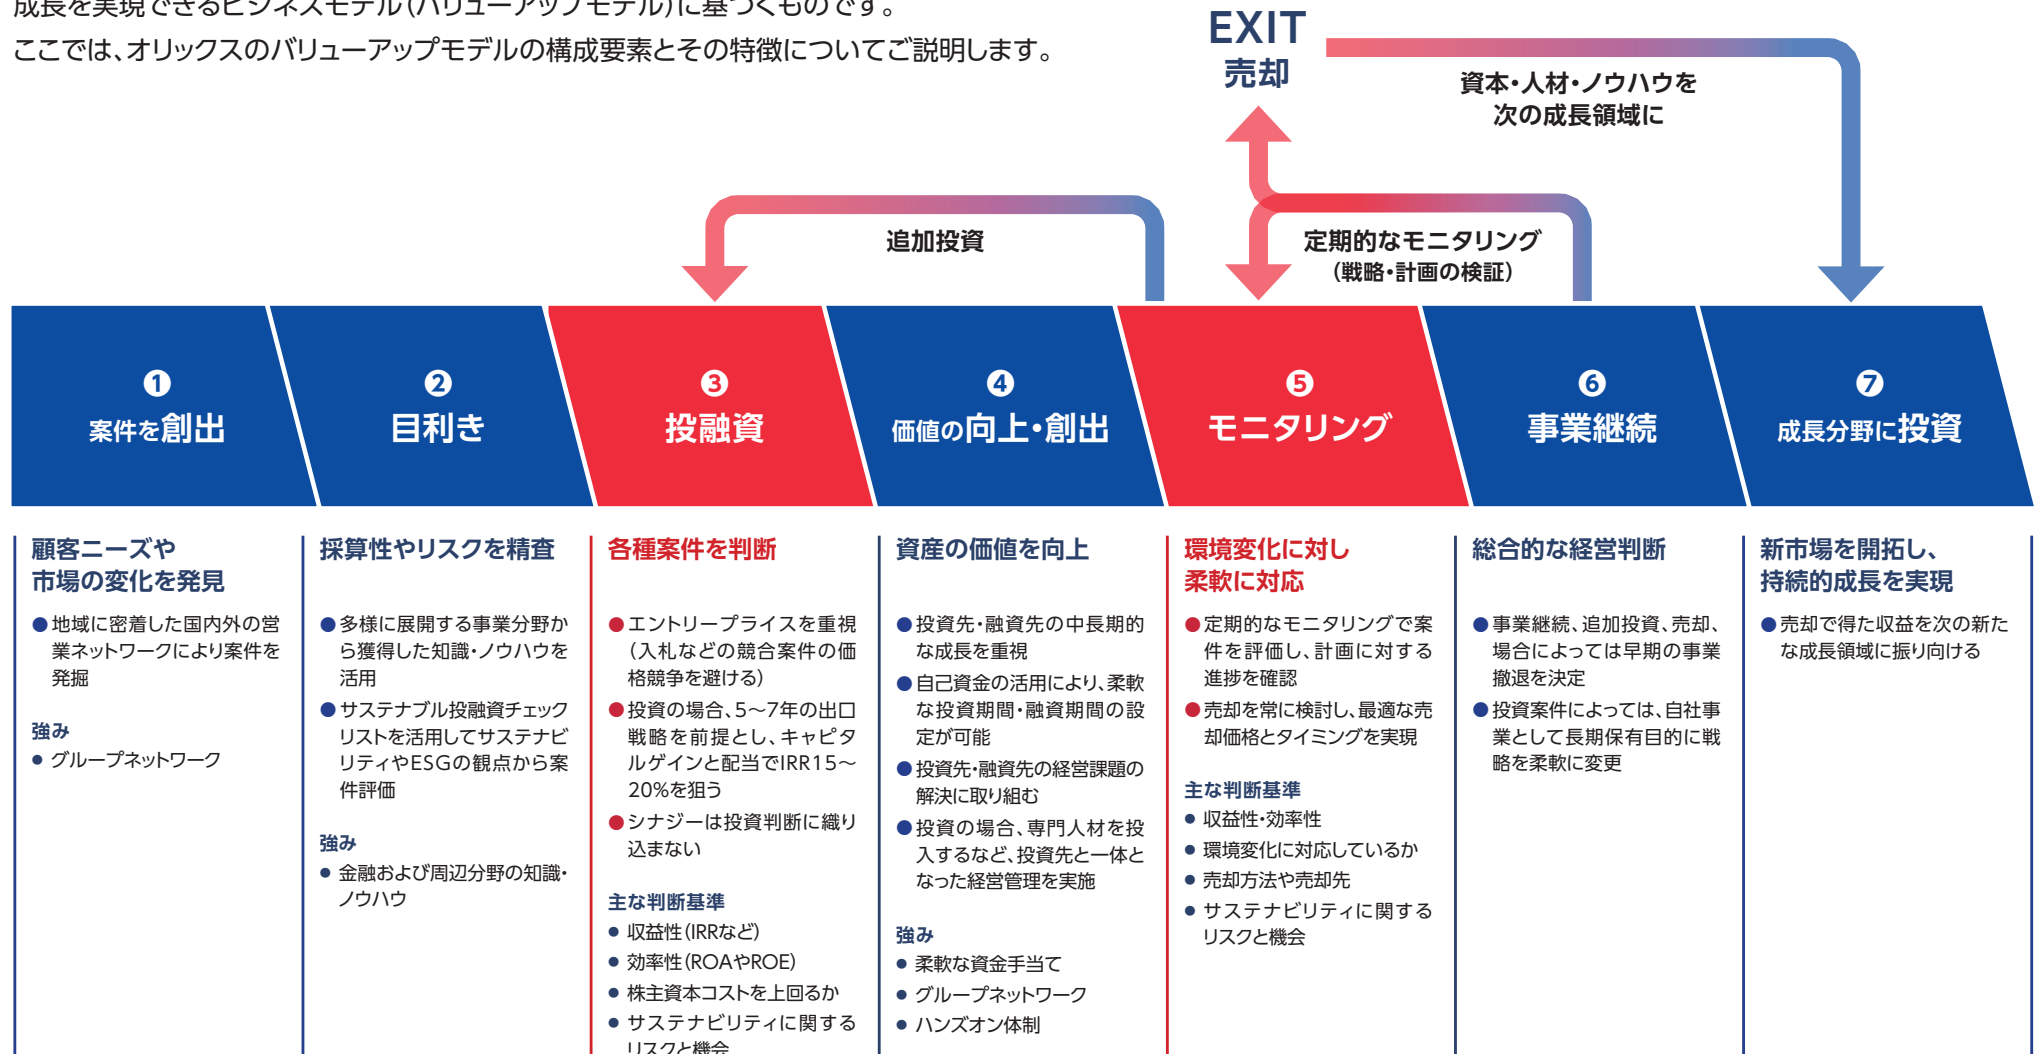 成長を実現できるビジネスモデル（バリューアップモデル）に基づくものです。
ここでは、オリックスのバリューアップモデルの構成要素とその特徴についてご説明します。
EXIT
売却
資本・人材・ノウハウを
次の成長領域に
追加投資
定期的なモニタリング
（戦略・計画の検証）
❶
案件を創出
❷
目利き
❸
投融資
❹
価値の向上・創出
❺
モニタリング
❻
事業継続
❼
成長分野に投資
顧客ニーズや
市場の変化を発見
●地域に密着した国内外の営
業ネットワークにより案件を
発掘
強み
● グループネットワーク
採算性やリスクを精査
●多様に展開する事業分野か
ら獲得した知識・ノウハウを
活用
●サステナブル投融資チェック
リストを活用してサステナビ
リティやESGの観点から案
件評価
強み
● 金融および周辺分野の知識・
ノウハウ
各種案件を判断
●エントリープライスを重視
（入札などの競合案件の価
格競争を避ける）
●投資の場合、5〜7年の出口
戦略を前提とし、キャピタ
ルゲインと配当でIRR15〜
20%を狙う
●シナジーは投資判断に織り
込まない
主な判断基準
● 収益性（IRRなど）
● 効率性（ROAやROE）
● 株主資本コストを上回るか
● サステナビリティに関する
リスクと機会
資産の価値を向上
●投資先・融資先の中長期的
な成長を重視
●自己資金の活用により、柔軟
な投資期間・融資期間の設
定が可能
●投資先・融資先の経営課題の
解決に取り組む
●投資の場合、専門人材を投
入するなど、投資先と一体と
なった経営管理を実施
強み
● 柔軟な資金手当て
● グループネットワーク
● ハンズオン体制
環境変化に対し
柔軟に対応
●定期的なモニタリングで案
件を評価し、計画に対する
進捗を確認
●売却を常に検討し、最適な売
却価格とタイミングを実現
主な判断基準
● 収益性・効率性
● 環境変化に対応しているか
● 売却方法や売却先
● サステナビリティに関する
リスクと機会
総合的な経営判断
●事業継続、追加投資、売却、
場合によっては早期の事業
撤退を決定
●投資案件によっては、自社事
業として長期保有目的に戦
略を柔軟に変更
新市場を開拓し、
持続的成長を実現
●売却で得た収益を次の新た
な成長領域に振り向ける